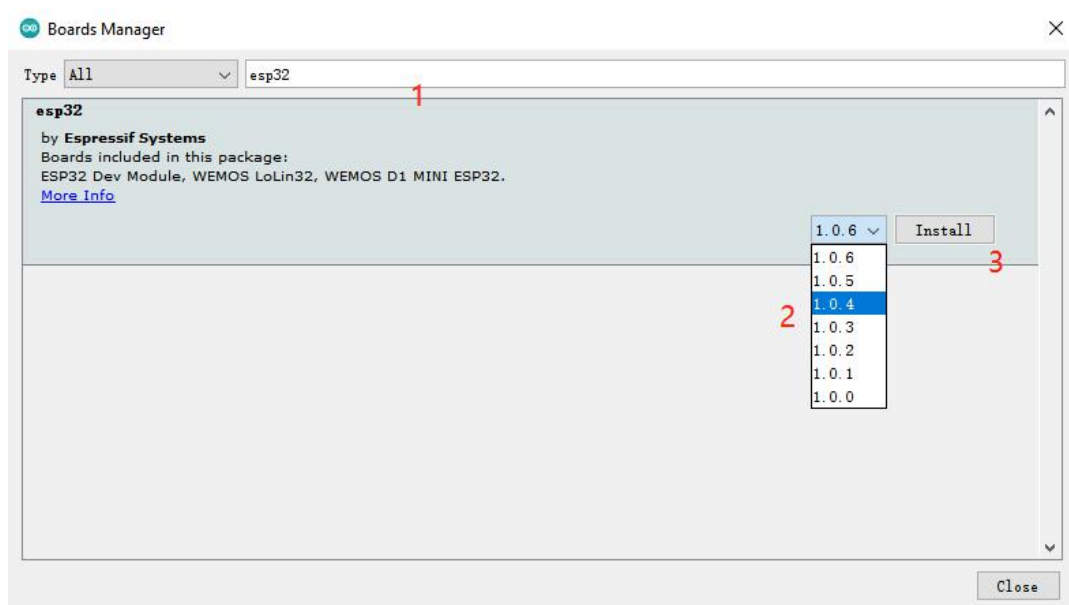 Boards Manager
Type All esp32
1
esp32
by Espressif Systems
Boards included in this package:
ESP32 Dev Module, WEMOS LoLin32, WEMOS D1 MINI ESP32.
More Info
1.0.6 Install
1.0.6
3
1.0.5
1.0.4
2
1.0.3
1.0.2
1.0.1
1.0.0
Close